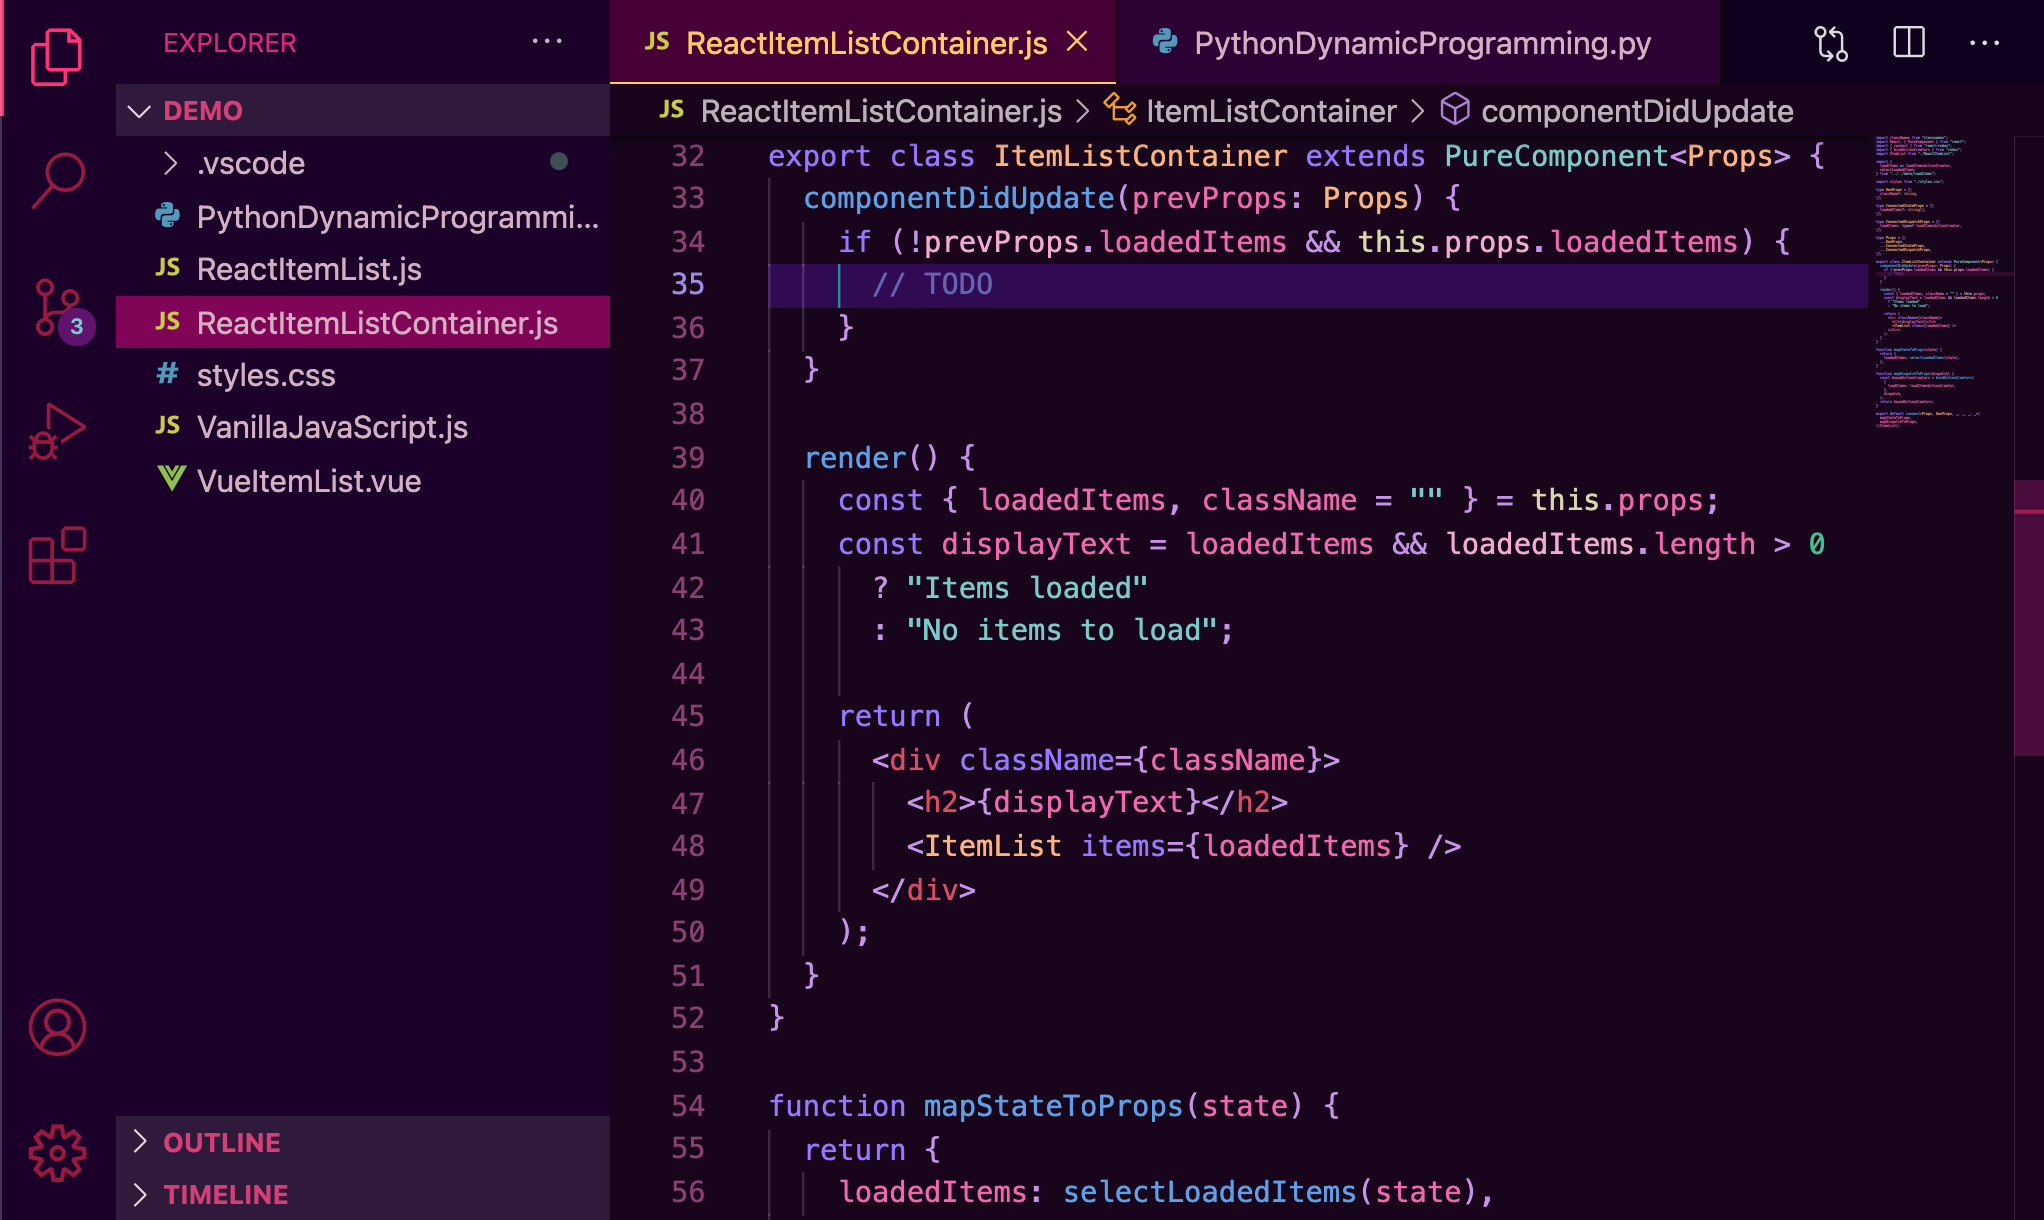 EXPLORER
DEMO
.vscode
PythonDynamicProgrammi...
JS ReactItemList.js
JS ReactItemListContainer.js
# styles.css
JS VanillaJavaScript.js
VueItemList.vue
3
OUTLINE
TIMELINE
JS ReactItemListContainer.js
PythonDynamicProgramming.py
JS ReactItemListContainer.js > ItemListContainer > componentDidUpdate
32 export class ItemListContainer extends PureComponent<Props> {
33 componentDidUpdate(prevProps: Props) {
34 if (!prevProps.loadedItems && this.props.loadedItems) {
35 // TODO
36 }
37 }
38
39 render() {
40 const { loadedItems, className = "" } = this.props;
41 const displayText = loadedItems && loadedItems.length > 0
42 ? "Items loaded"
43 : "No items to load";
44
45 return (
46 <div className={className}>
47 <h2>{displayText}</h2>
48 <ItemList items={loadedItems} />
49 </div>
50 );
51 }
52 }
53
54 function mapStateToProps(state) {
55 return {
56 loadedItems: selectLoadedItems(state),